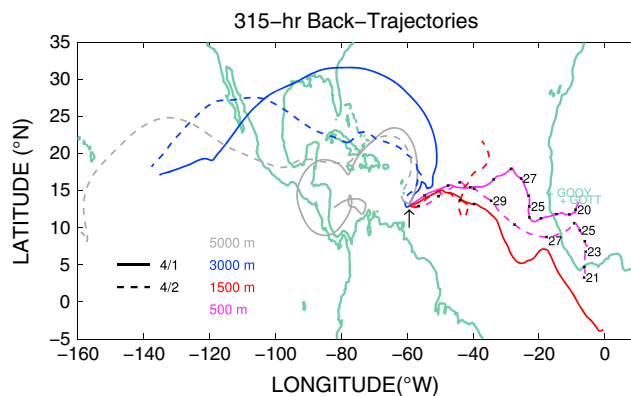 315−hr Back−Trajectories
LATITUDE (°N)
35
30
25
20
15
10
5
0
−5
GOOY
GOTT
27
29
25
20
25
27
23
21
5000 m
4/1 3000 m
4/2 1500 m
500 m
−160 −140 −120 −100 −80 −60 −40 −20 0
LONGITUDE(°W)